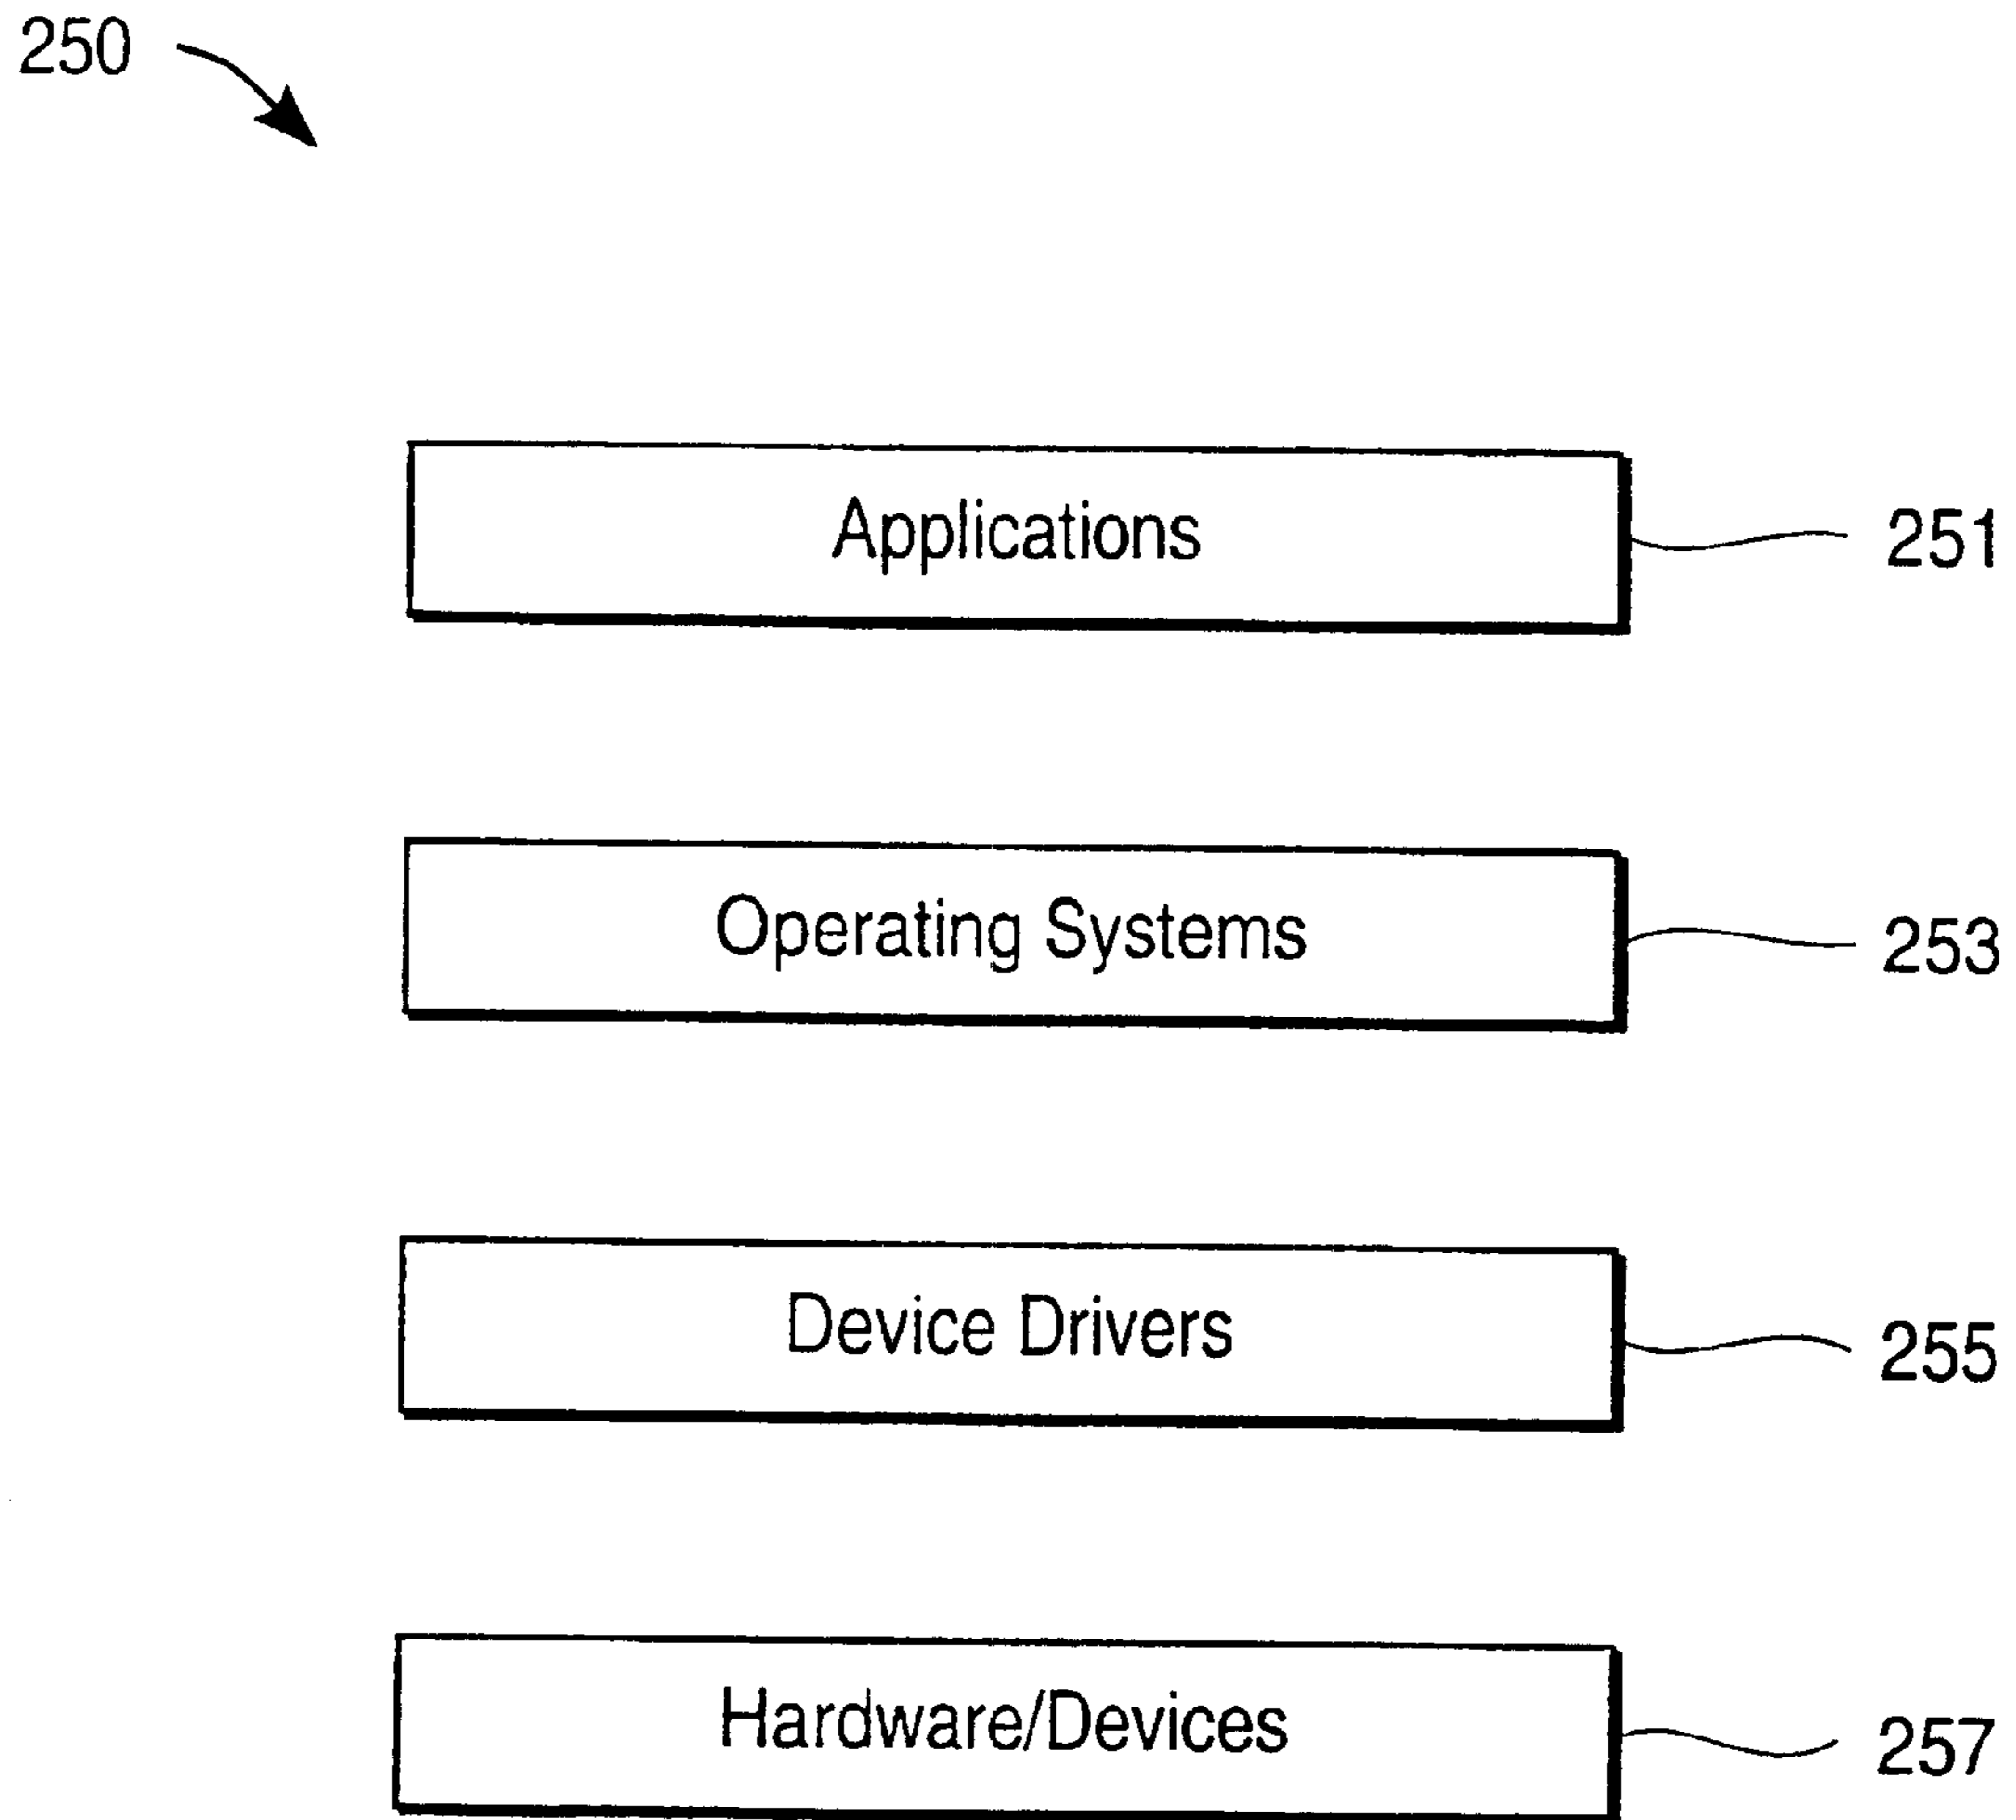 250
Applications
251
Operating Systems
253
Device Drivers
255
Hardware/Devices
257